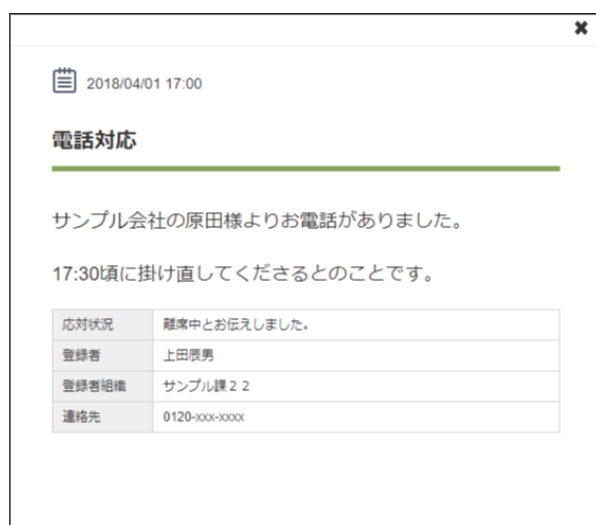 2018/04/01 17:00
電話対応
サンプル会社の原田様よりお電話がありました。
17:30頃に掛け直してくださるとのことです。
応対状況 離席中とお伝えしました。
登録者 上田辰男
登録者組織 サンプル課２２
連絡先 0120-xxx-xxxx